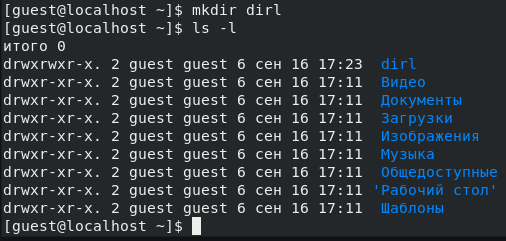 [guest@localhost ~]$ mkdir dirl
[guest@localhost ~]$ ls -l
итого 0
drwxrwxr-x. 2 guest guest 6 сен 16 17:23  dirl
drwxr-xr-x. 2 guest guest 6 сен 16 17:11  Видео
drwxr-xr-x. 2 guest guest 6 сен 16 17:11  Документы
drwxr-xr-x. 2 guest guest 6 сен 16 17:11  Загрузки
drwxr-xr-x. 2 guest guest 6 сен 16 17:11  Изображения
drwxr-xr-x. 2 guest guest 6 сен 16 17:11  Музыка
drwxr-xr-x. 2 guest guest 6 сен 16 17:11  Общедоступные
drwxr-xr-x. 2 guest guest 6 сен 16 17:11 'Рабочий стол'
drwxr-xr-x. 2 guest guest 6 сен 16 17:11  Шаблоны
[guest@localhost ~]$